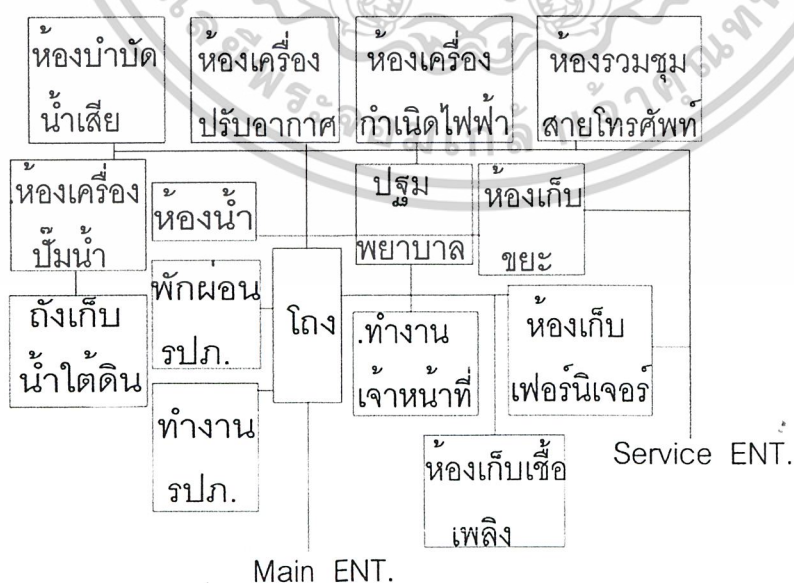 ห้องบำบัด
น้ำเสีย
ห้องเครื่อง
ปรับอากาศ
ห้องเครื่อง
กำเนิดไฟฟ้า
ห้องรวมชุม
สายโทรศัพท์
.ห้องเครื่อง
ปั๊มน้ำ
ห้องน้ำ
ปฐม
พยาบาล
ห้องเก็บ
ขยะ
ถังเก็บ
น้ำใต้ดิน
พักผ่อน
รปภ.
โถง
.ทำงาน
เจ้าหน้าที่
ห้องเก็บ
เฟอร์นิเจอร์
ทำงาน
รปภ.
ห้องเก็บเชื้อ
เพลิง
Service ENT.
Main ENT.